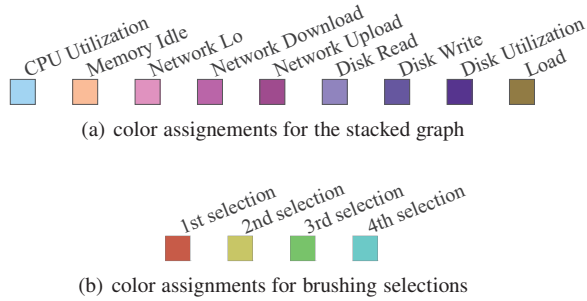 CPU Utilization
Memory Idle
Network Lo
Network Download
Network Upload
Disk Read
Disk Write
Disk Utilization
Load
(a) color assignements for the stacked graph
1st selection
2nd selection
3rd selection
4th selection
(b) color assignments for brushing selections